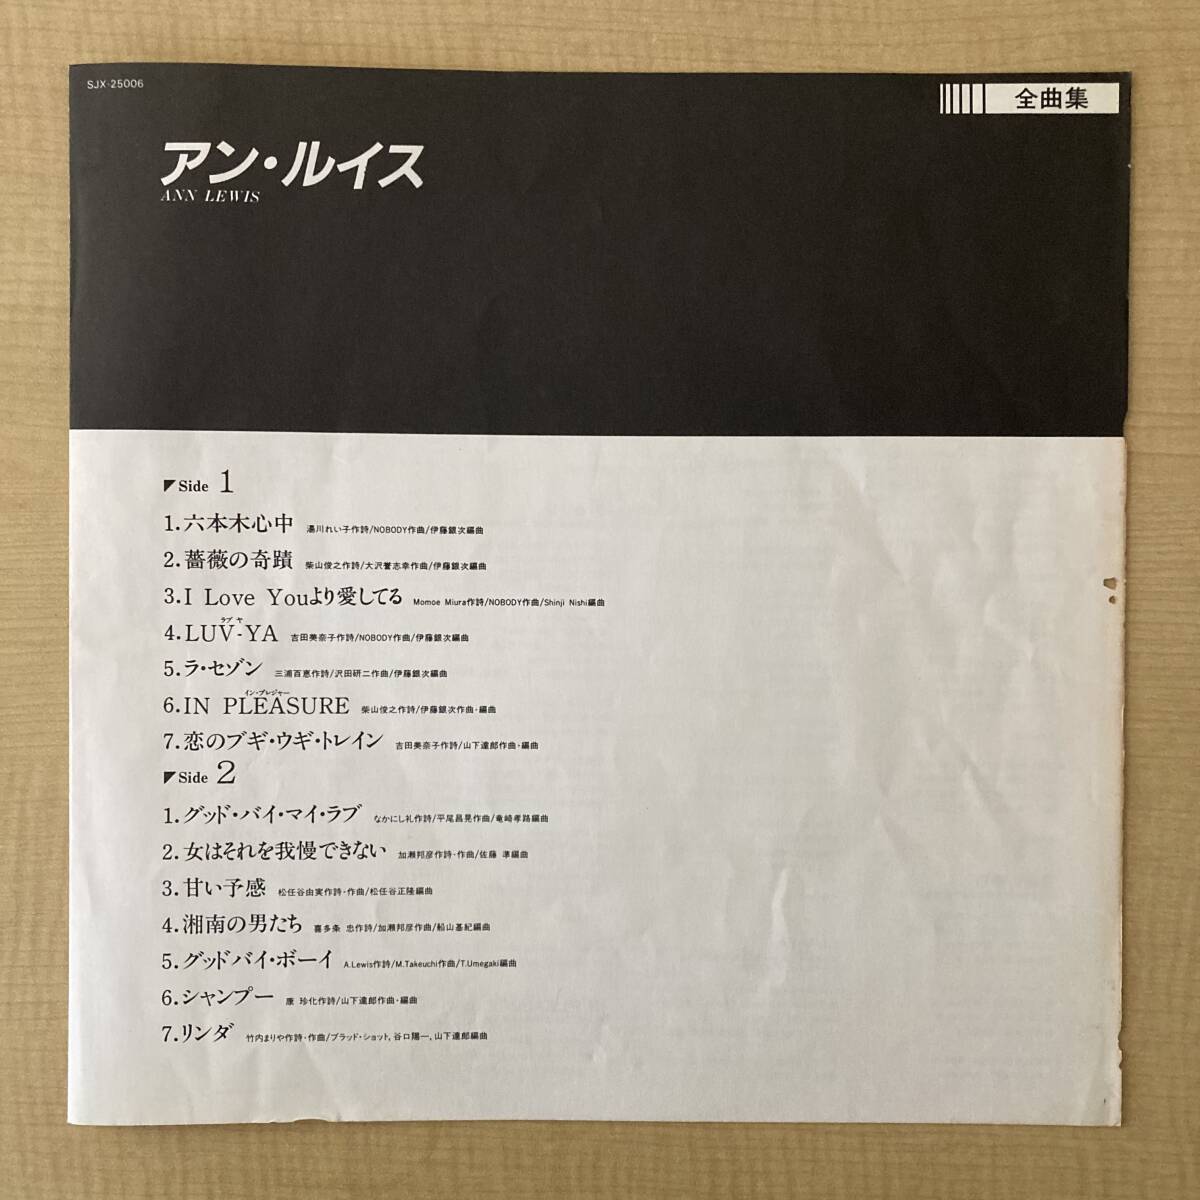 SJX-25006
全曲集
アン・ルイス
ANN LEWIS
Side 1
1.六本木心中 湯川れい子作詩/NOBODY作曲/伊藤銀次編曲
2.薔薇の奇蹟 柴山俊之作詩/大沢誉志幸作曲/伊藤銀次編曲
3.I Love Youより愛してる Momoe Miura作詩/NOBODY作曲/Shinji Nishi編曲
ラブ ヤ
4.LUV-YA 吉田美奈子作詩/NOBODY作曲/伊藤銀次編曲
5.ラ・セゾン 三浦百恵作詩/沢田研二作曲/伊藤銀次編曲
イン・プレジャー
6.IN PLEASURE 柴山俊之作詩/伊藤銀次作曲・編曲
7.恋のブギ・ウギ・トレイン 吉田美奈子作詩/山下達郎作曲・編曲
Side 2
1.グッド・バイ・マイ・ラブ なかにし礼作詩/平尾昌晃作曲/竜崎孝路編曲
2.女はそれを我慢できない 加瀬邦彦作詩・作曲/佐藤 準編曲
3.甘い予感 松任谷由実作詩・作曲/松任谷正隆編曲
4.湘南の男たち 喜多条 忠作詩/加瀬邦彦作曲/船山基紀編曲
5.グッドバイ・ボーイ A.Lewis作詩/M.Takeuchi作曲/T.Umegaki編曲
6.シャンプー 康 珍化作詩/山下達郎作曲・編曲
7.リンダ 竹内まりや作詩・作曲/ブラッド・ショット,谷口陽一,山下達郎編曲